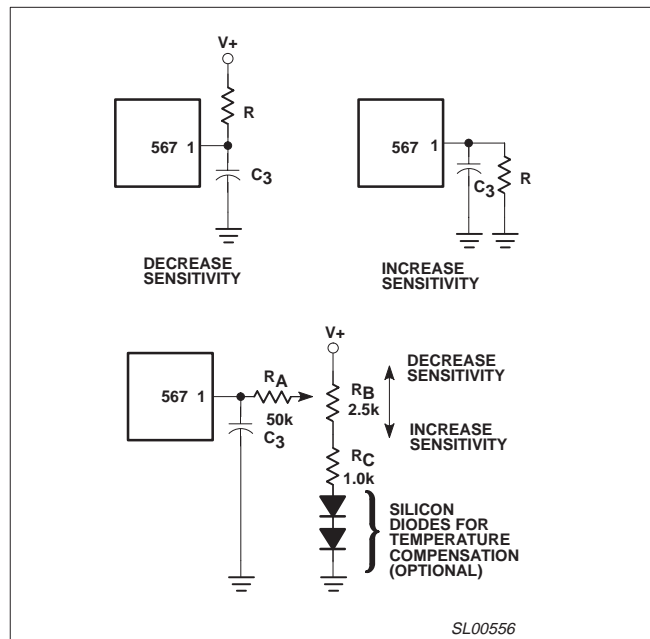 V+
R
567 1
C3
DECREASE
SENSITIVITY
567 1
C3
R
INCREASE
SENSITIVITY
V+
567 1
RA
50k
C3
RB
2.5k
DECREASE
SENSITIVITY
INCREASE
SENSITIVITY
RC
1.0k
SILICON
DIODES FOR
TEMPERATURE
COMPENSATION
(OPTIONAL)
SL00556